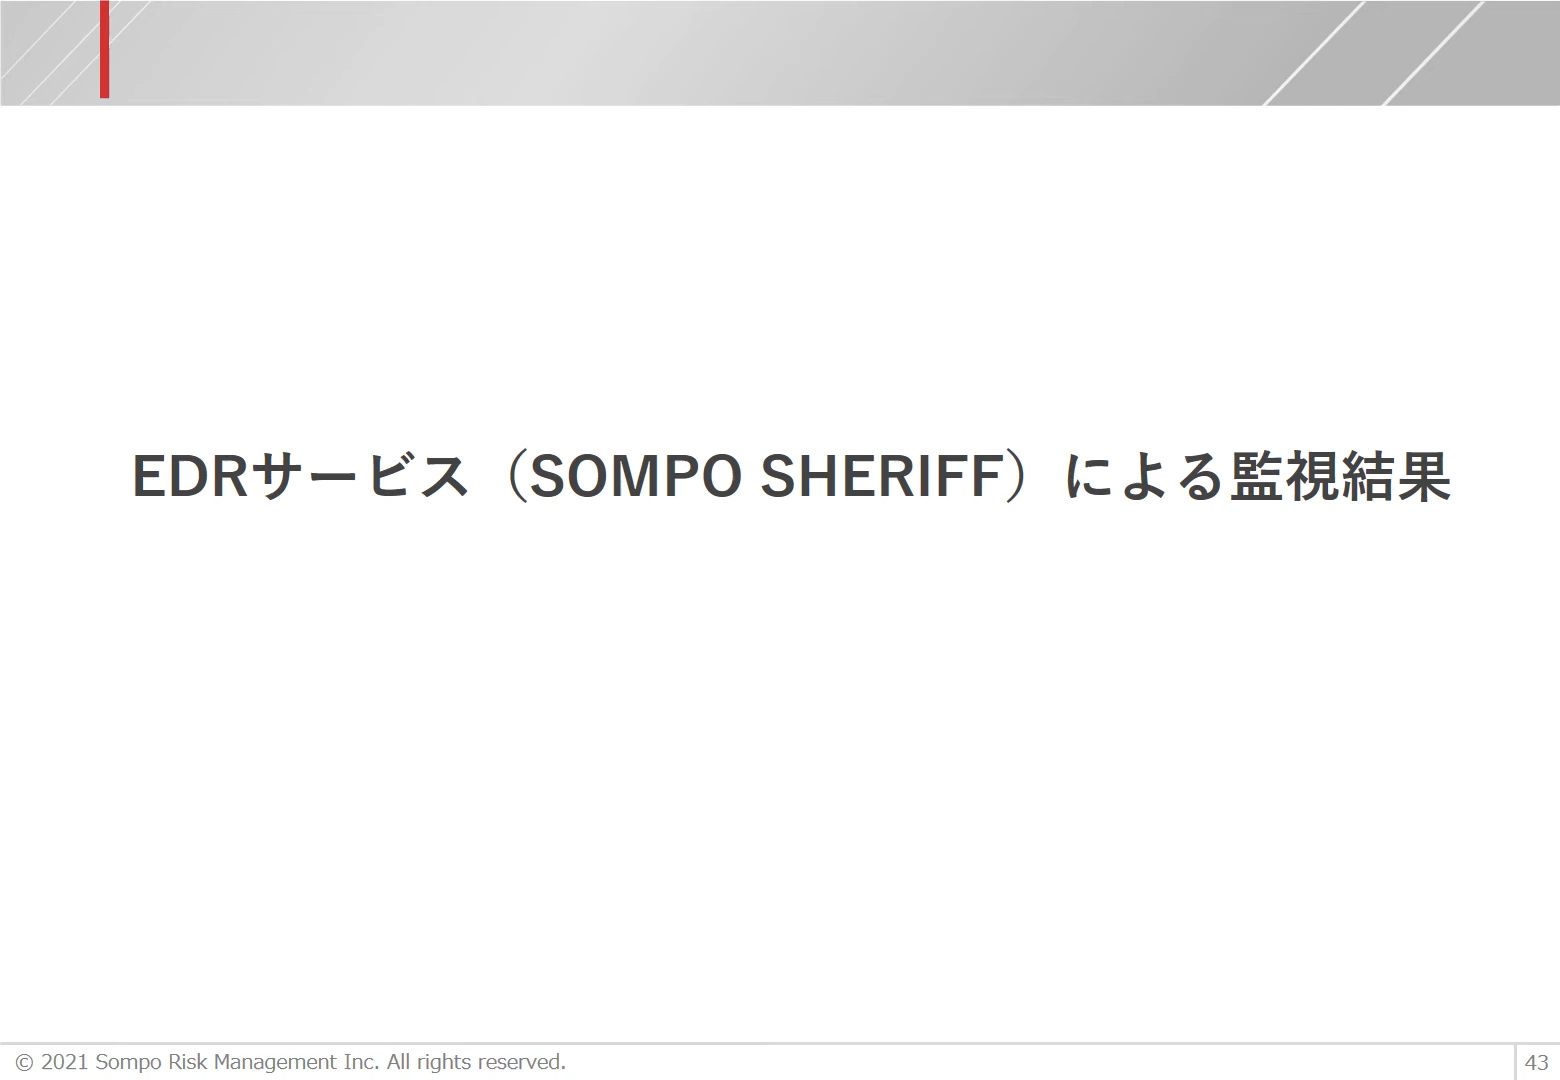 EDRサービス（SOMPO SHERIFF）による監視結果
© 2021 Sompo Risk Management Inc. All rights reserved.
43